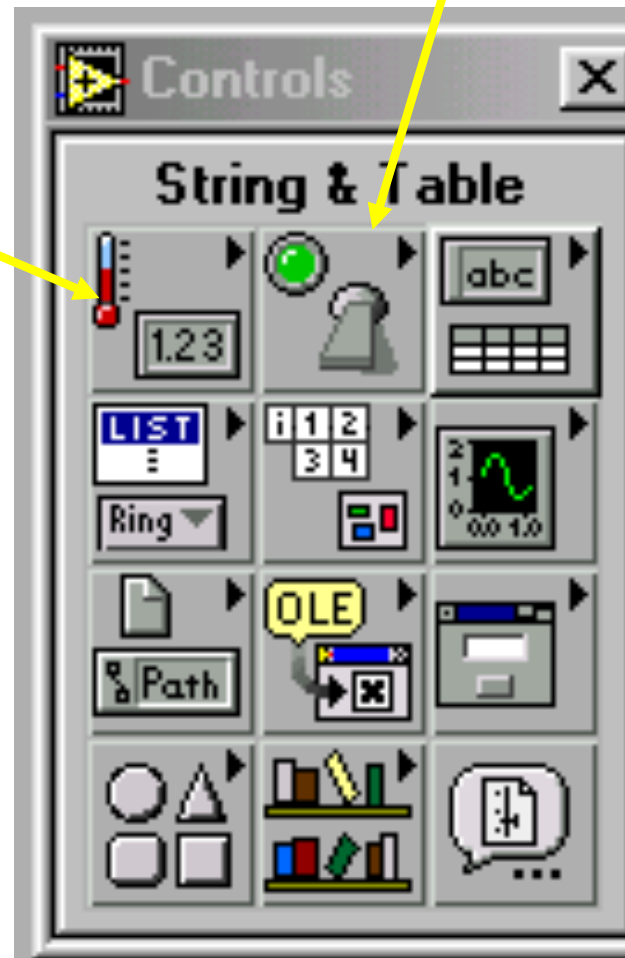 Controls
String & Table
1.23
abc
LIST
Ring
i 1 2
3 4
2
1
0
0.0 1.0
Path
OLE